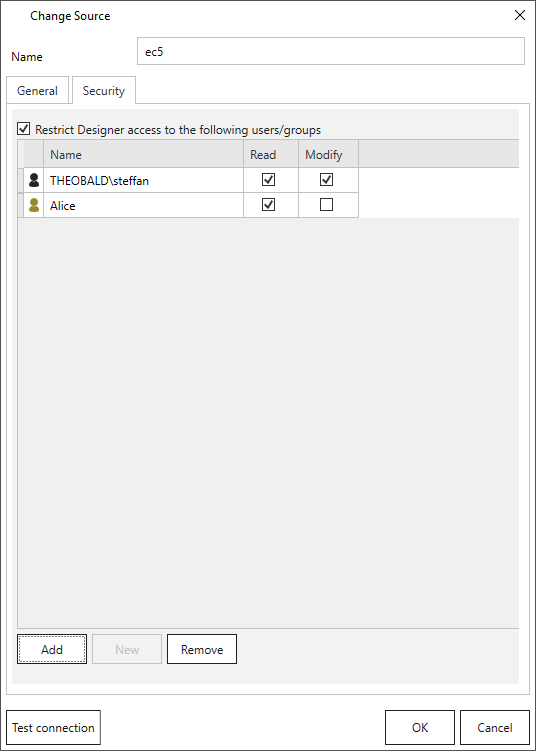 Change Source
Name ec5
General Security
Restrict Designer access to the following users/groups
Name Read Modify
THEOBALD\steffan
Alice
Add New Remove
Test connection OK Cancel